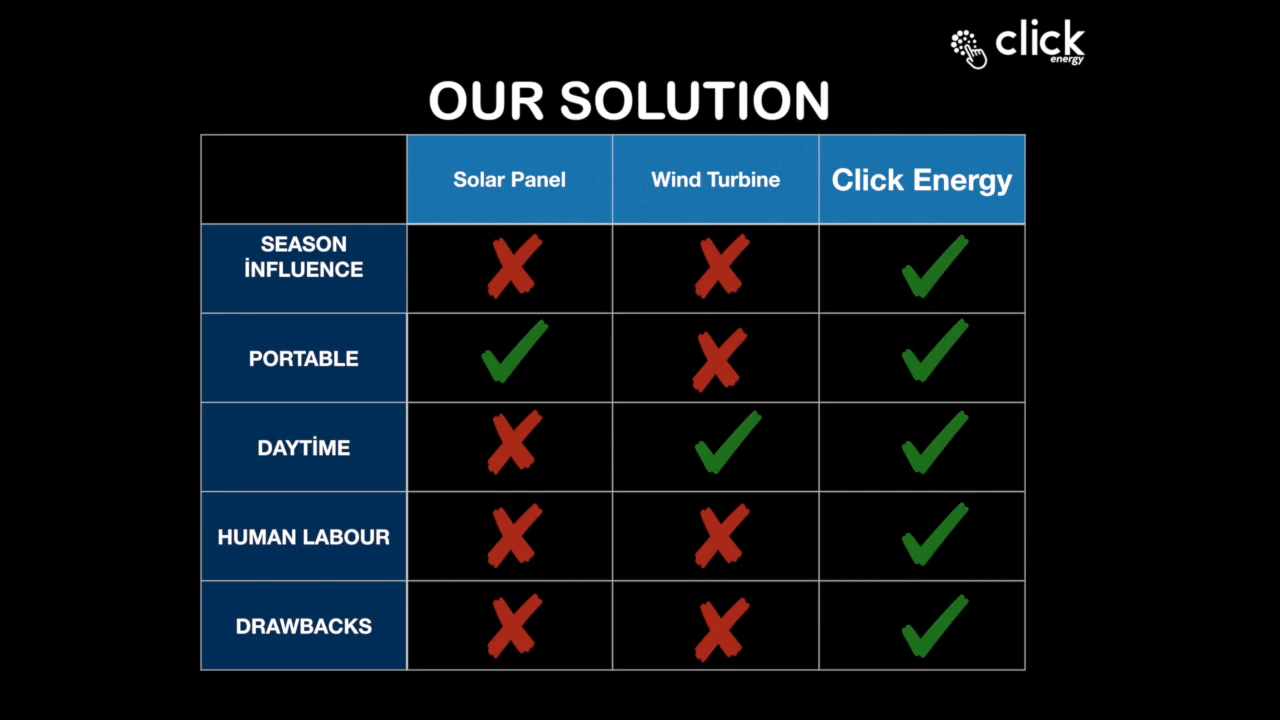 click
energy
OUR SOLUTION
Solar Panel
Wind Turbine
Click Energy
SEASON
İNFLUENCE
PORTABLE
DAYTİME
HUMAN LABOUR
DRAWBACKS